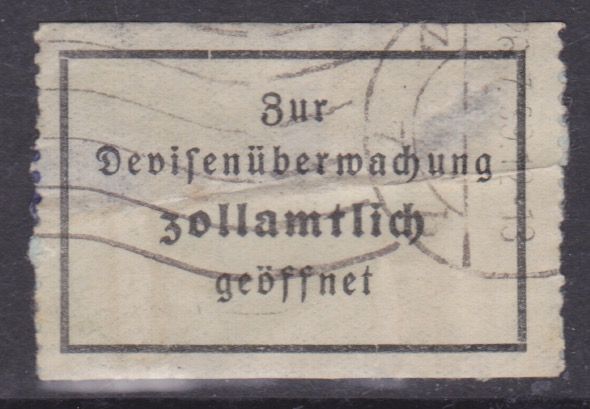 Zur
Devisenüberwachung
zollamtlich
geöffnet